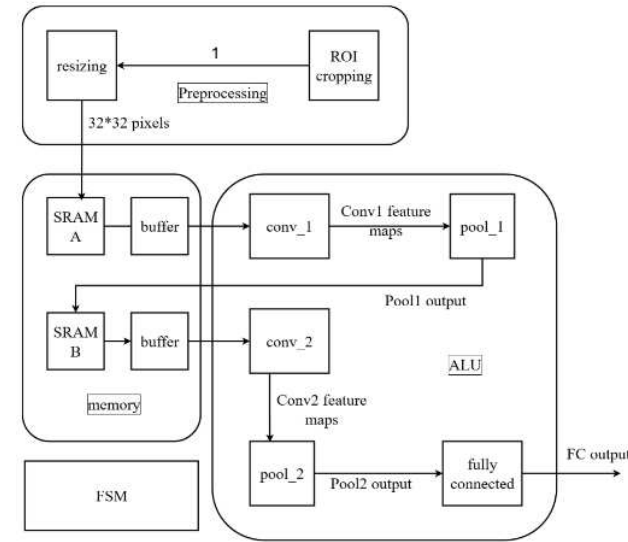 resizing
1
ROI
cropping
Preprocessing
32*32 pixels
SRAM
A
buffer
conv_1
Conv1 feature
maps
pool_1
Pool1 output
SRAM
B
buffer
conv_2
ALU
memory
Conv2 feature
maps
pool_2
Pool2 output
fully
connected
FC output
FSM